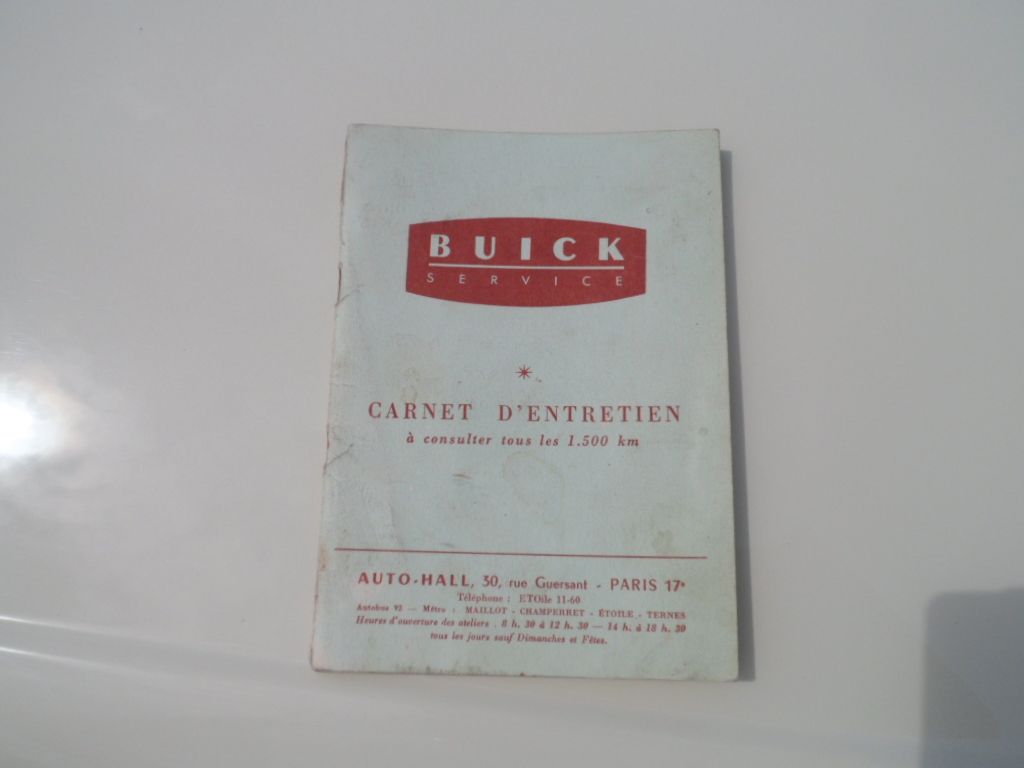 BUICK
SERVICE
CARNET D'ENTRETIEN
à consulter tous les 1.500 km
AUTO-HALL, 30, rue Guersant - PARIS 17e
Téléphone : ETOile 11-60
Autobus 92 — Métro : MAILLOT - CHAMPERRET - ÉTOILE - TERNES
Heures d'ouverture des ateliers . 8 h. 30 à 12 h. 30 — 14 h. à 18 h. 30
tous les jours sauf Dimanches et Fêtes.